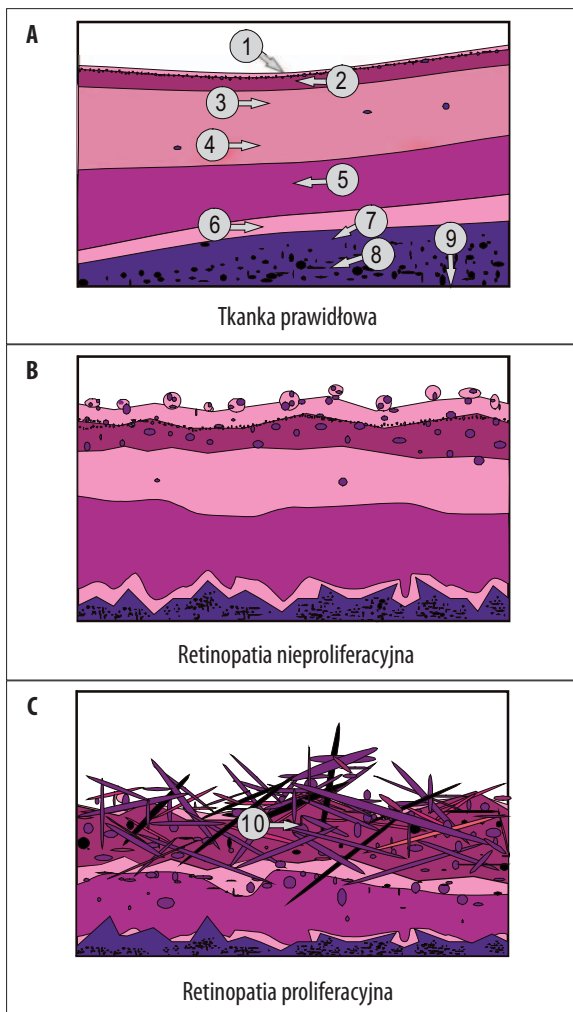 A
1
2
3
4
5
6
7
8
9
Tkanka prawidłowa
B
Retinopatia nieproliferacyjna
C
10
Retinopatia proliferacyjna